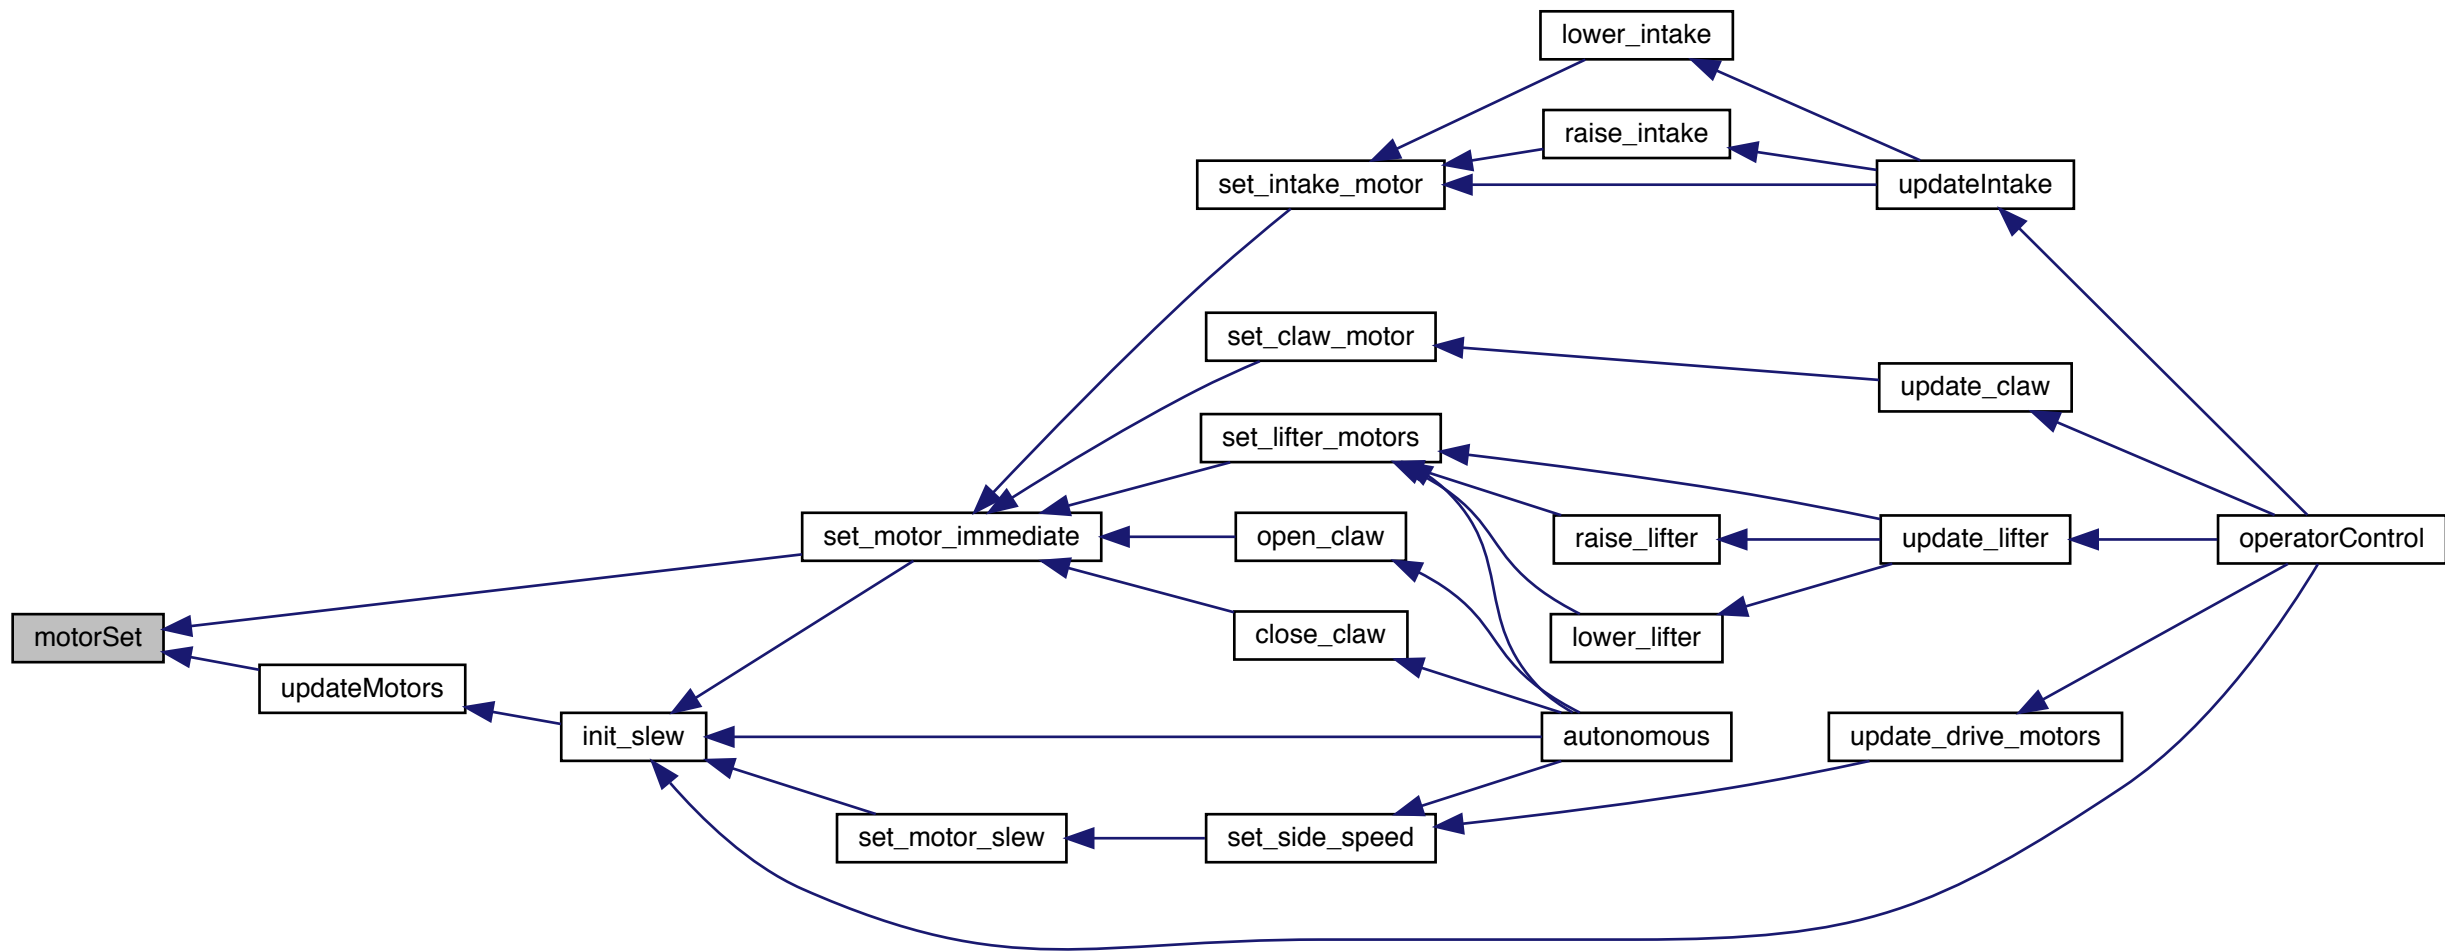 lower_intake
raise_intake
set_intake_motor
updateIntake
set_claw_motor
update_claw
set_lifter_motors
set_motor_immediate
open_claw
raise_lifter
update_lifter
operatorControl
motorSet
close_claw
lower_lifter
updateMotors
init_slew
autonomous
update_drive_motors
set_motor_slew
set_side_speed